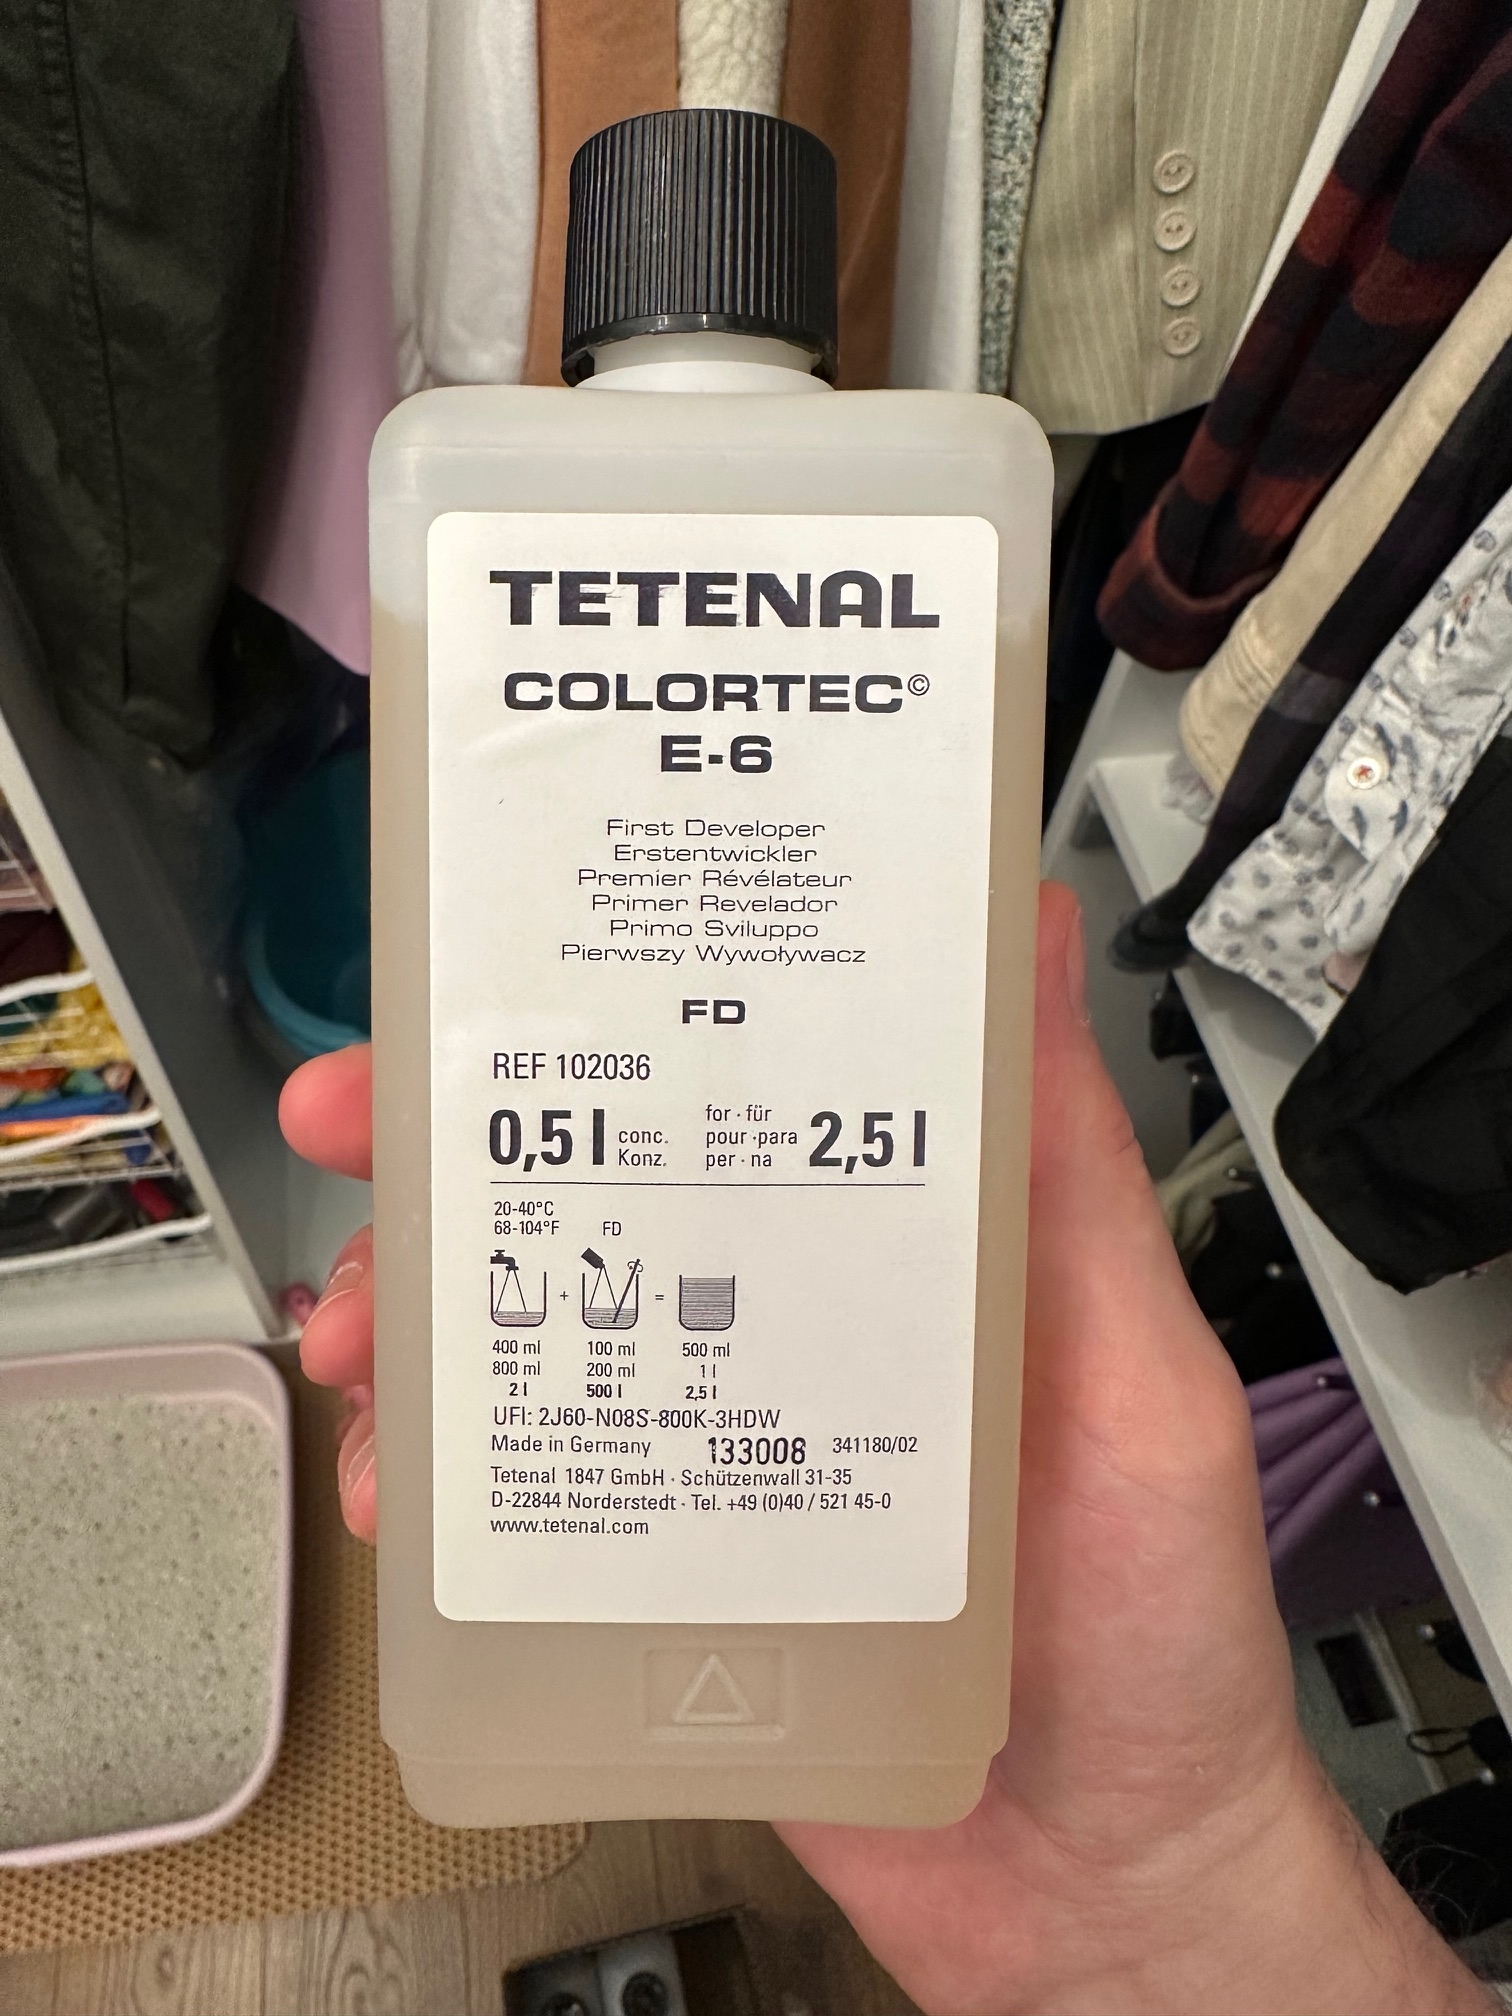 TETENAL
COLORTEC©
E-6
First Developer
Erstentwickler
Premier Révélateur
Primer Revelador
Primo Sviluppo
Pierwszy Wywoływacz
FD
REF 102036
0,5 l conc. Konz. for · für pour · para per · na 2,5 l
20-40°C
68-104°F FD
+ =
400 ml 100 ml 500 ml
800 ml 200 ml 1 l
2 l 500 l 2,5 l
UFI: 2J60-N08S-800K-3HDW
Made in Germany 133008 341180/02
Tetenal 1847 GmbH · Schützenwall 31-35
D-22844 Norderstedt · Tel. +49 (0)40 / 521 45-0
www.tetenal.com